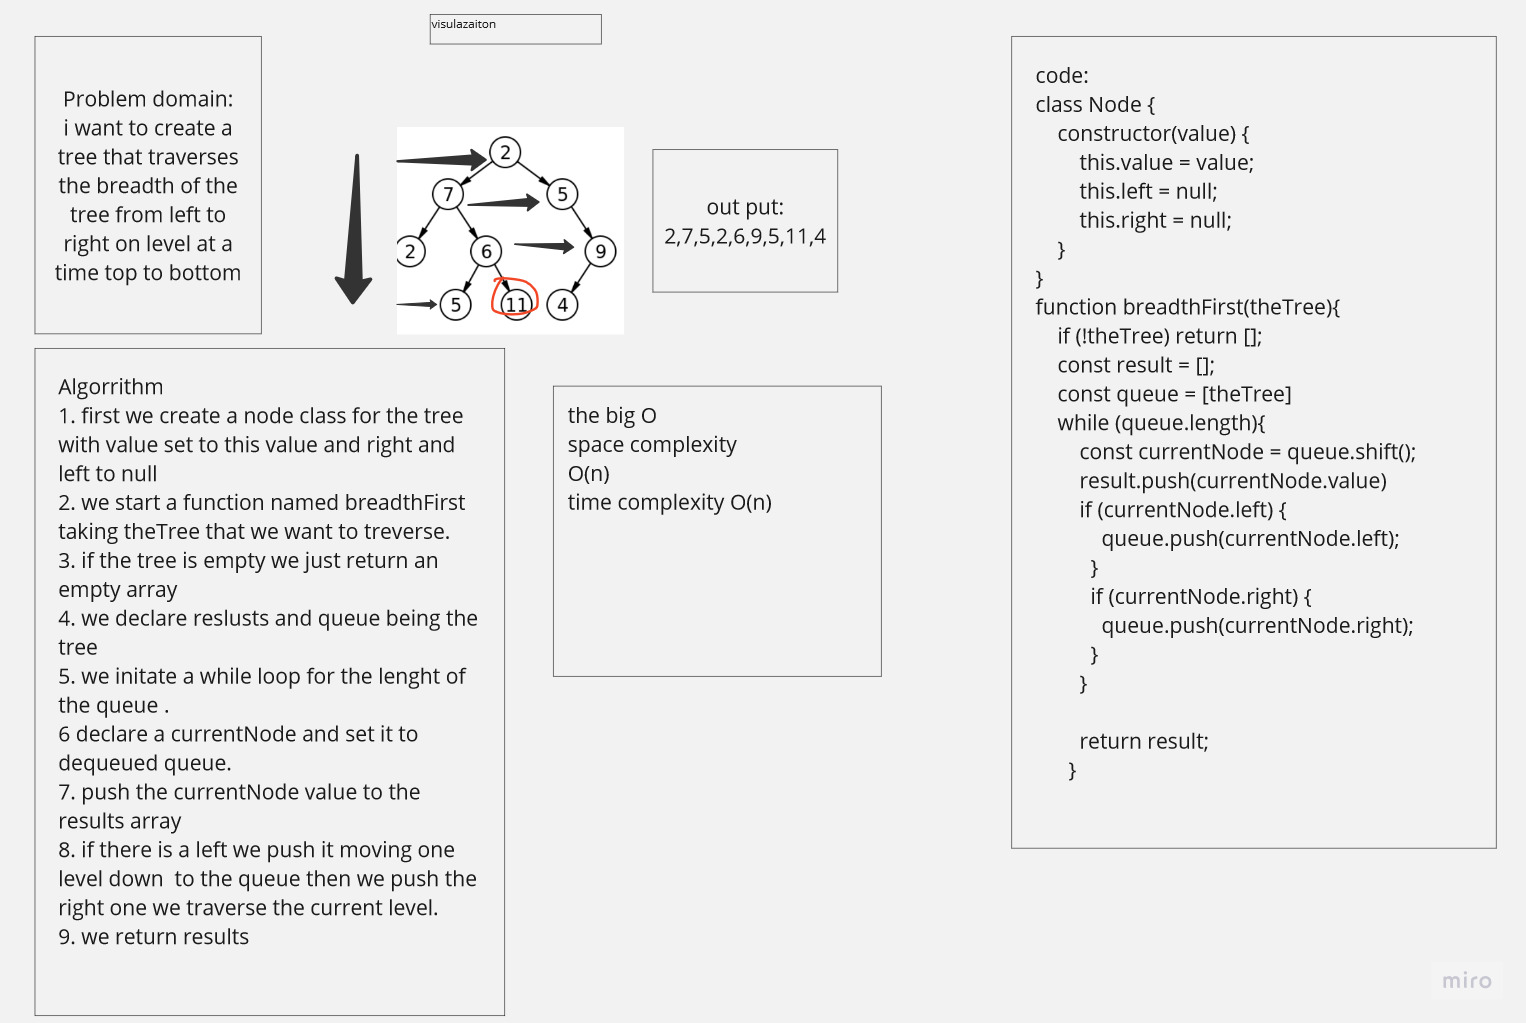 visulazaiton
Problem domain:
i want to create a
tree that traverses
the breadth of the
tree from left to
right on level at a
time top to bottom
2
7
5
2
6
9
5
11
4
out put:
2,7,5,2,6,9,5,11,4
Algorrithm
1. first we create a node class for the tree
with value set to this value and right and
left to null
2. we start a function named breadthFirst
taking theTree that we want to treverse.
3. if the tree is empty we just return an
empty array
4. we declare reslusts and queue being the
tree
5. we initate a while loop for the lenght of
the queue .
6 declare a currentNode and set it to
dequeued queue.
7. push the currentNode value to the
results array
8. if there is a left we push it moving one
level down  to the queue then we push the
right one we traverse the current level.
9. we return results
the big O
space complexity
O(n)
time complexity O(n)
code:
class Node {
constructor(value) {
this.value = value;
this.left = null;
this.right = null;
}
}
function breadthFirst(theTree){
if (!theTree) return [];
const result = [];
const queue = [theTree]
while (queue.length){
const currentNode = queue.shift();
result.push(currentNode.value)
if (currentNode.left) {
queue.push(currentNode.left);
}
if (currentNode.right) {
queue.push(currentNode.right);
}
}
return result;
}
miro